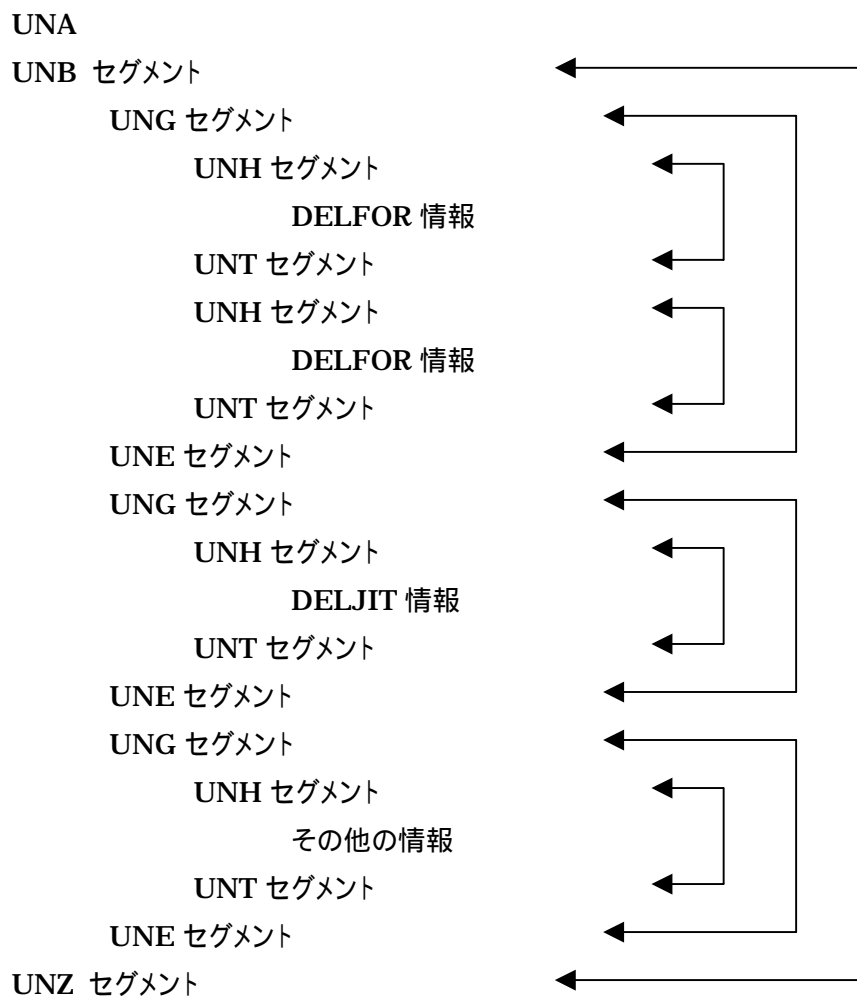 UNA
UNB セグメント
UNG セグメント
UNH セグメント
DELFOR 情報
UNT セグメント
UNH セグメント
DELFOR 情報
UNT セグメント
UNE セグメント
UNG セグメント
UNH セグメント
DELJIT 情報
UNT セグメント
UNE セグメント
UNG セグメント
UNH セグメント
その他の情報
UNT セグメント
UNE セグメント
UNZ セグメント